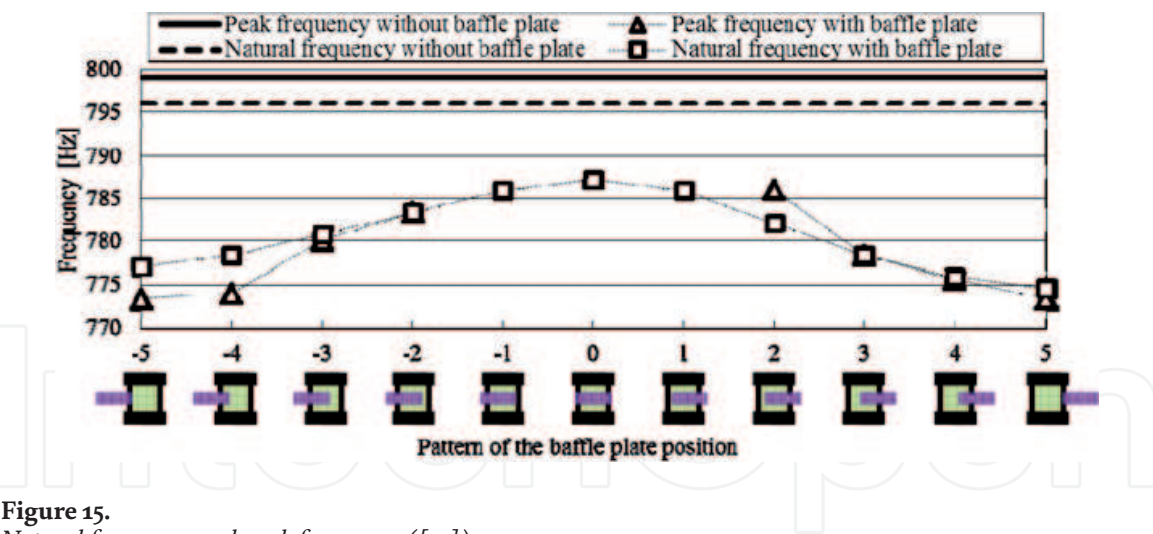 Peak frequency without baffle plate Peak frequency with baffle plate
Natural frequency without baffle plate Natural frequency with baffle plate
800
795
790
785
780
775
770
Frequency [Hz]
-5 -4 -3 -2 -1 0 1 2 3 4 5
Pattern of the baffle plate position
IntechOpen
Figure 15.